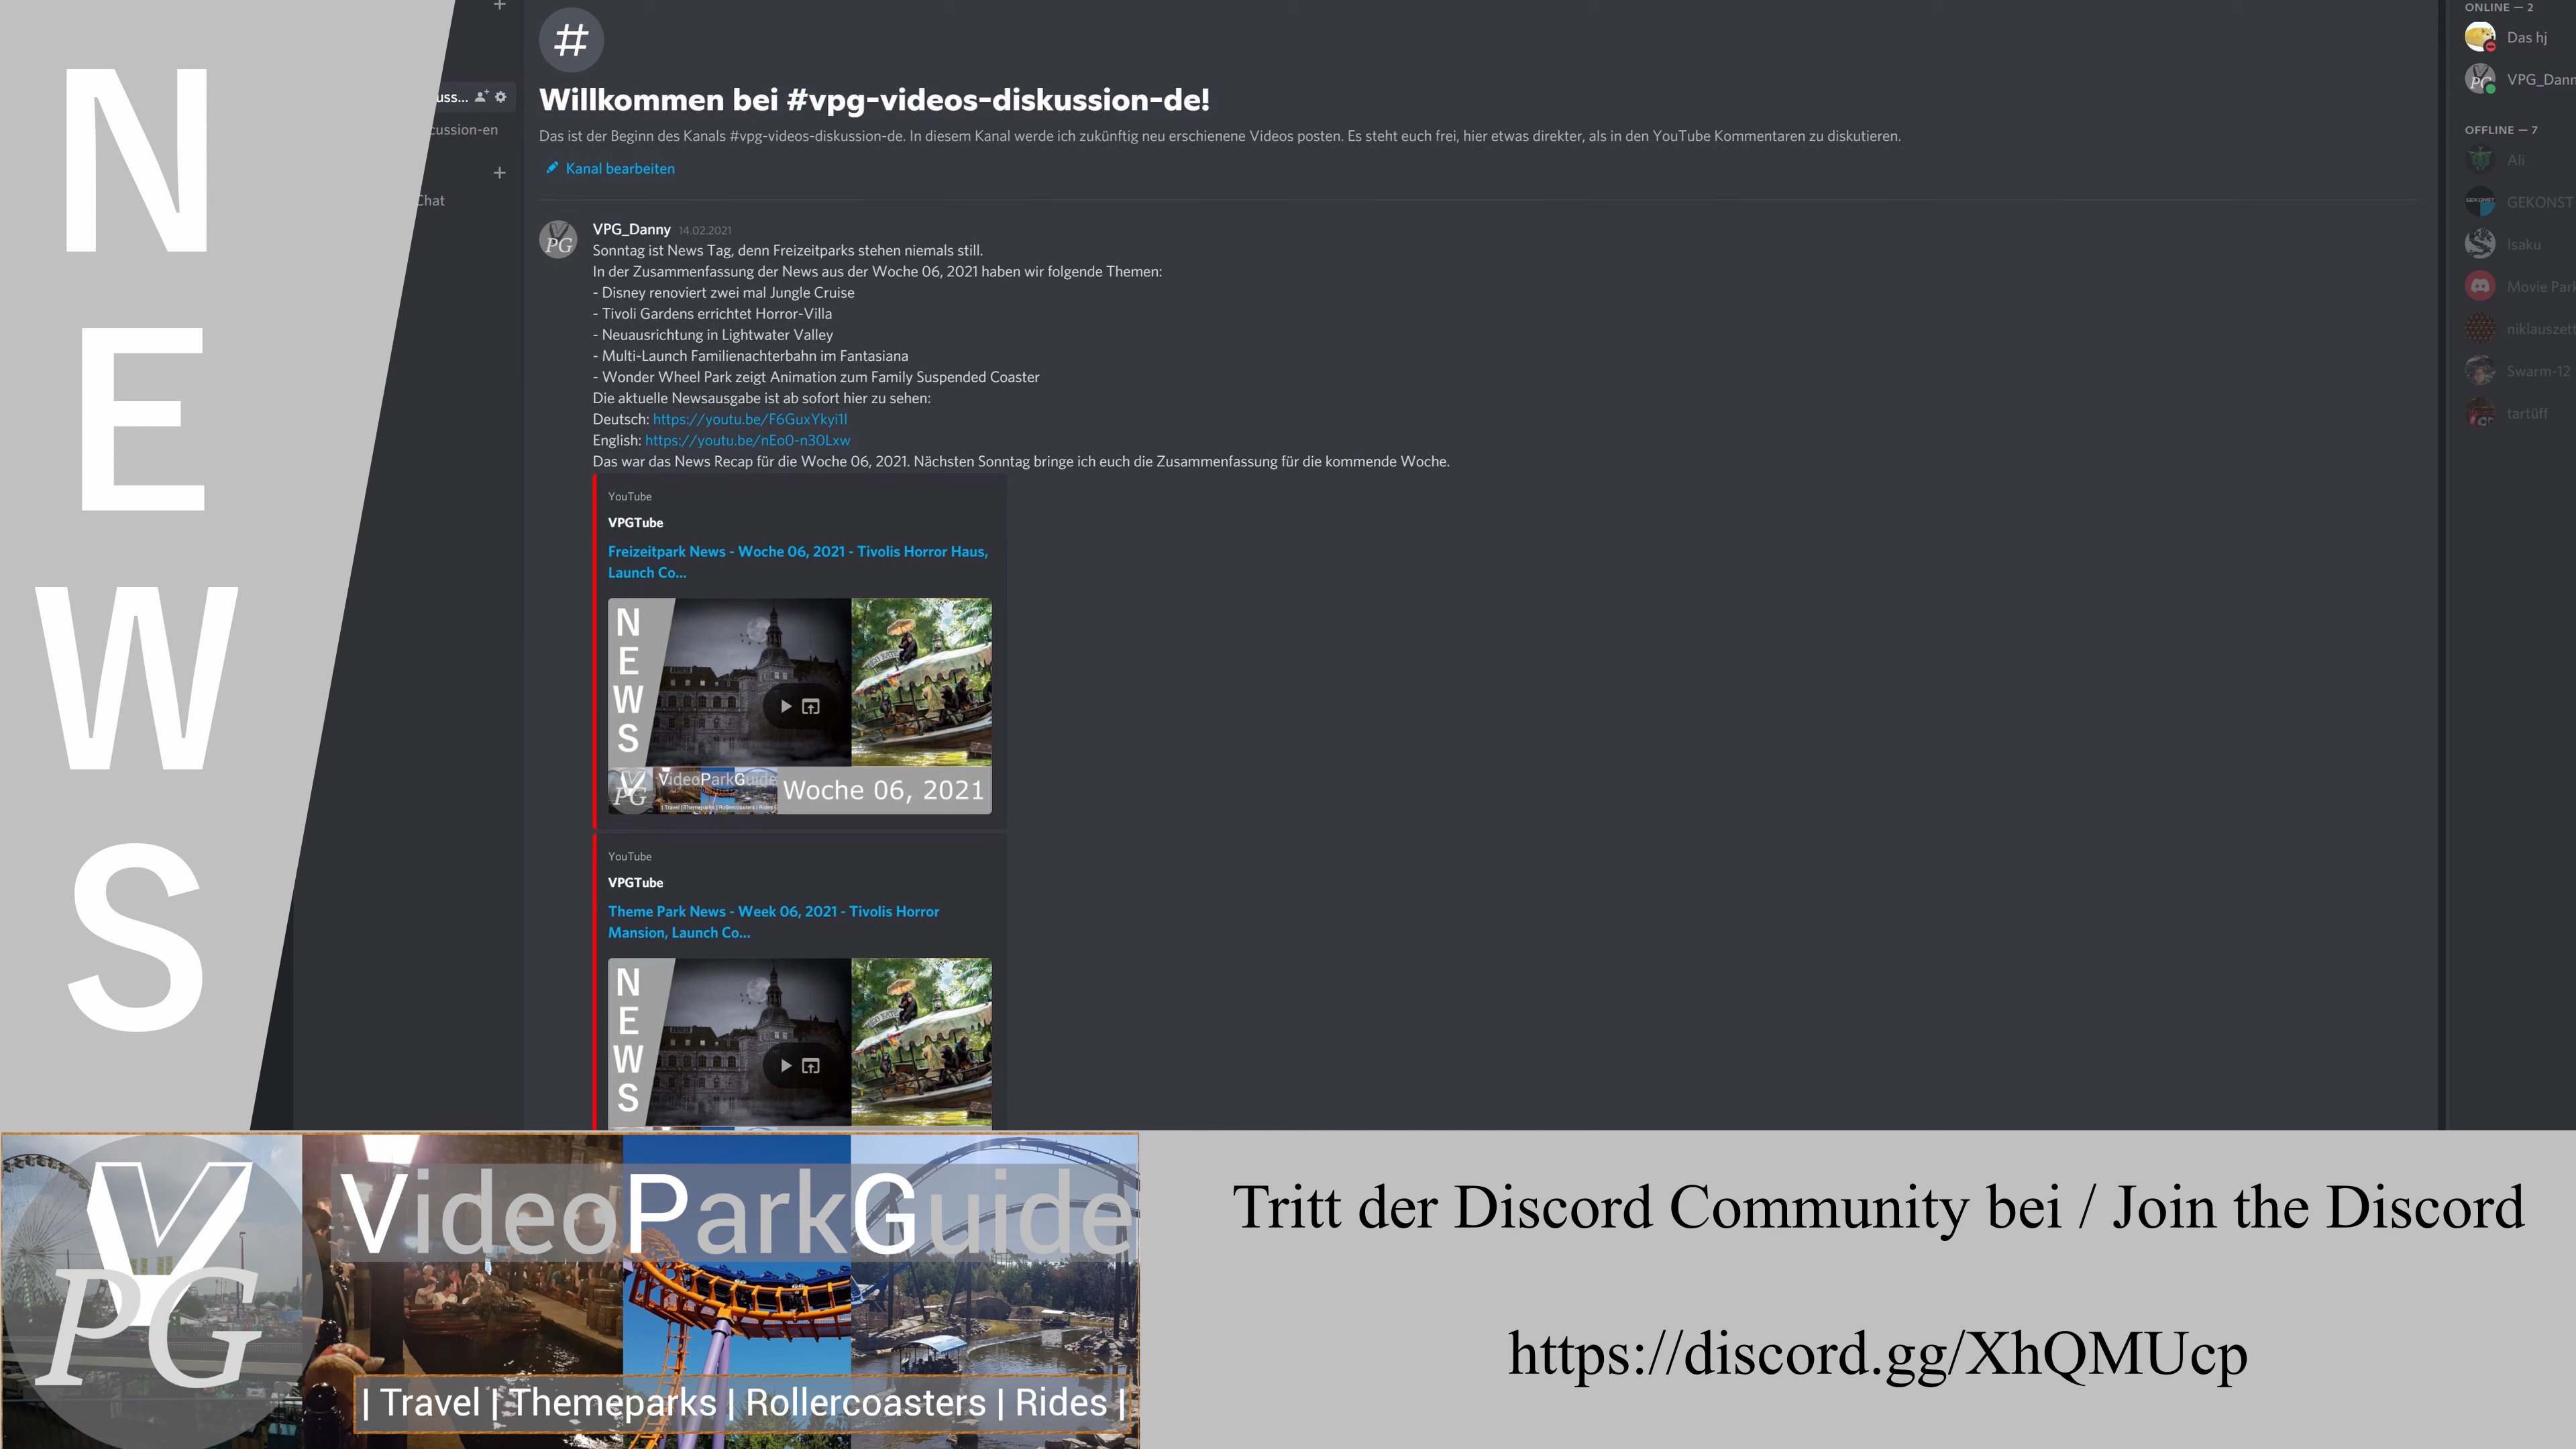 N
E
W
S
uss...
cussion-en
Chat
#
Willkommen bei #vpg-videos-diskussion-de!
Das ist der Beginn des Kanals #vpg-videos-diskussion-de. In diesem Kanal werde ich zukünftig neu erschienene Videos posten. Es steht euch frei, hier etwas direkter, als in den YouTube Kommentaren zu diskutieren.
Kanal bearbeiten
VPG_Danny 14.02.2021
Sonntag ist News Tag, denn Freizeitparks stehen niemals still.
In der Zusammenfassung der News aus der Woche 06, 2021 haben wir folgende Themen:
- Disney renoviert zwei mal Jungle Cruise
- Tivoli Gardens errichtet Horror-Villa
- Neuausrichtung in Lightwater Valley
- Multi-Launch Familienachterbahn im Fantasiana
- Wonder Wheel Park zeigt Animation zum Family Suspended Coaster
Die aktuelle Newsausgabe ist ab sofort hier zu sehen:
Deutsch: https://youtu.be/F6GuxYkyi1I
English: https://youtu.be/nEo0-n30Lxw
Das war das News Recap für die Woche 06, 2021. Nächsten Sonntag bringe ich euch die Zusammenfassung für die kommende Woche.
YouTube
VPGTube
Freizeitpark News - Woche 06, 2021 - Tivolis Horror Haus,
Launch Co...
N
E
W
S
VPG
VideoParkGuide
| Travel | Themeparks | Rollercoasters | Rides
Woche 06, 2021
YouTube
VPGTube
Theme Park News - Week 06, 2021 - Tivolis Horror
Mansion, Launch Co...
N
E
W
S
ONLINE — 2
Das hj
VPG_Dann
OFFLINE — 7
Ali
GEKONST
Isaku
Movie Park
niklauszett
Swarm-12
tartüff
VPG
VideoParkGuide
| Travel | Themeparks | Rollercoasters | Rides |
Tritt der Discord Community bei / Join the Discord
https://discord.gg/XhQMUcp